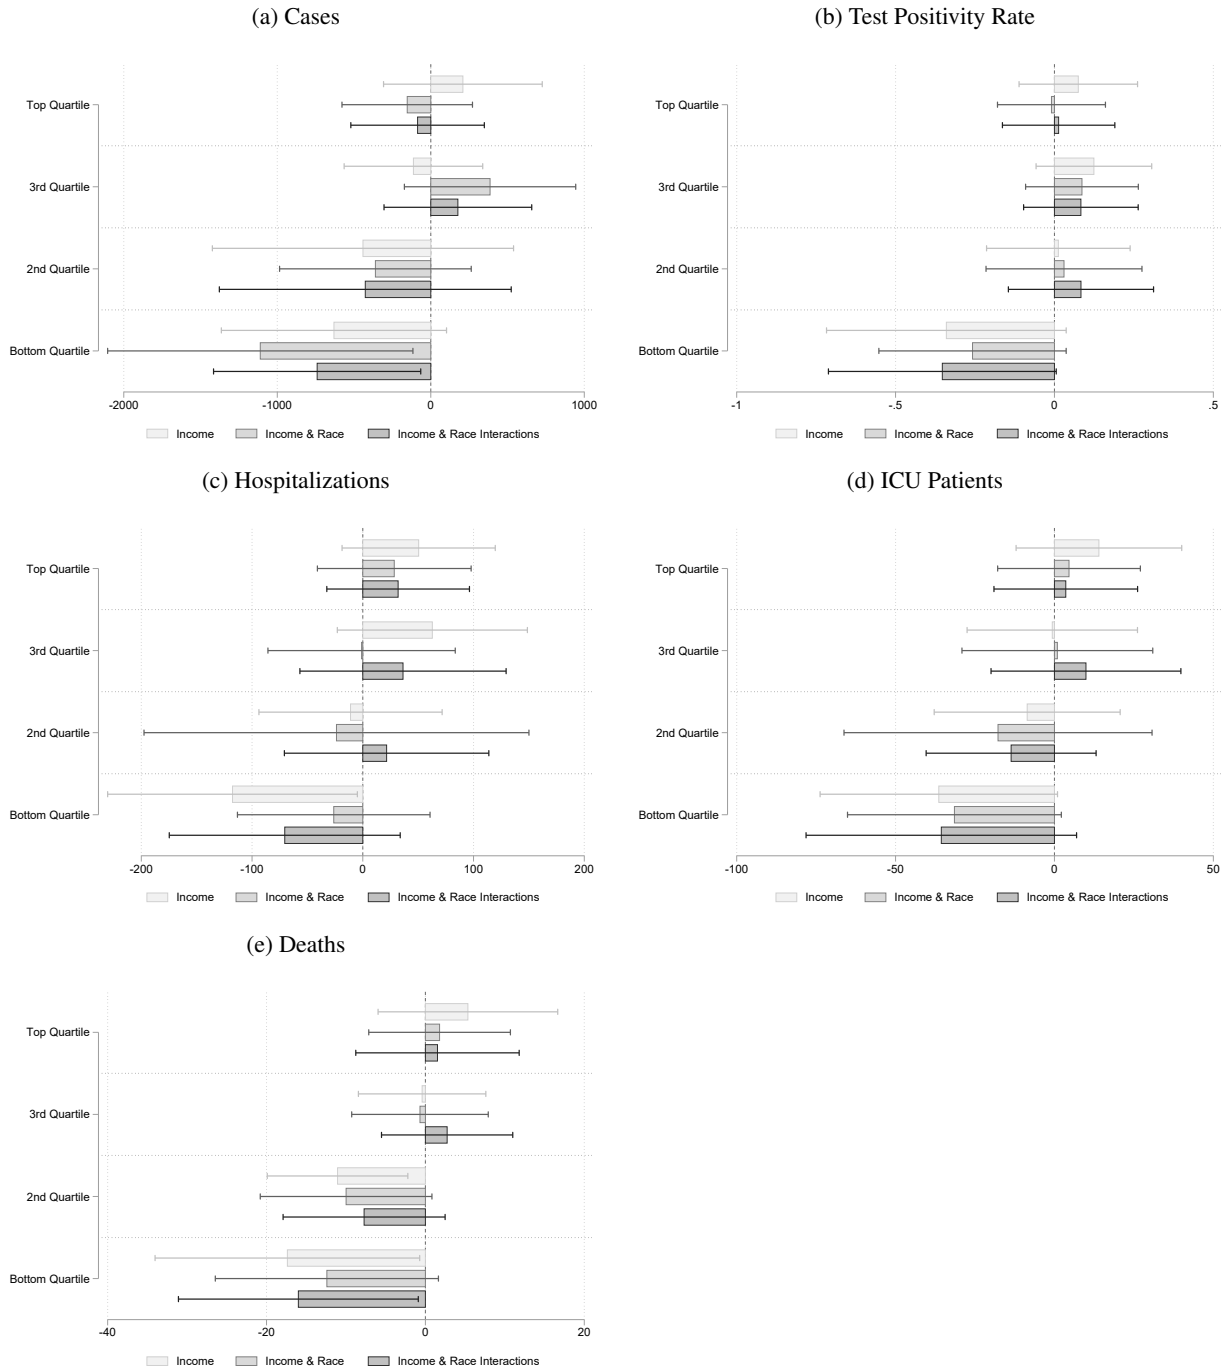 (a) Cases
Top Quartile
3rd Quartile
2nd Quartile
Bottom Quartile
-2000 -1000 0 1000
Income Income & Race Income & Race Interactions
(b) Test Positivity Rate
Top Quartile
3rd Quartile
2nd Quartile
Bottom Quartile
-1 -.5 0 .5
Income Income & Race Income & Race Interactions
(c) Hospitalizations
Top Quartile
3rd Quartile
2nd Quartile
Bottom Quartile
-200 -100 0 100 200
Income Income & Race Income & Race Interactions
(d) ICU Patients
Top Quartile
3rd Quartile
2nd Quartile
Bottom Quartile
-100 -50 0 50
Income Income & Race Income & Race Interactions
(e) Deaths
Top Quartile
3rd Quartile
2nd Quartile
Bottom Quartile
-40 -20 0 20
Income Income & Race Income & Race Interactions